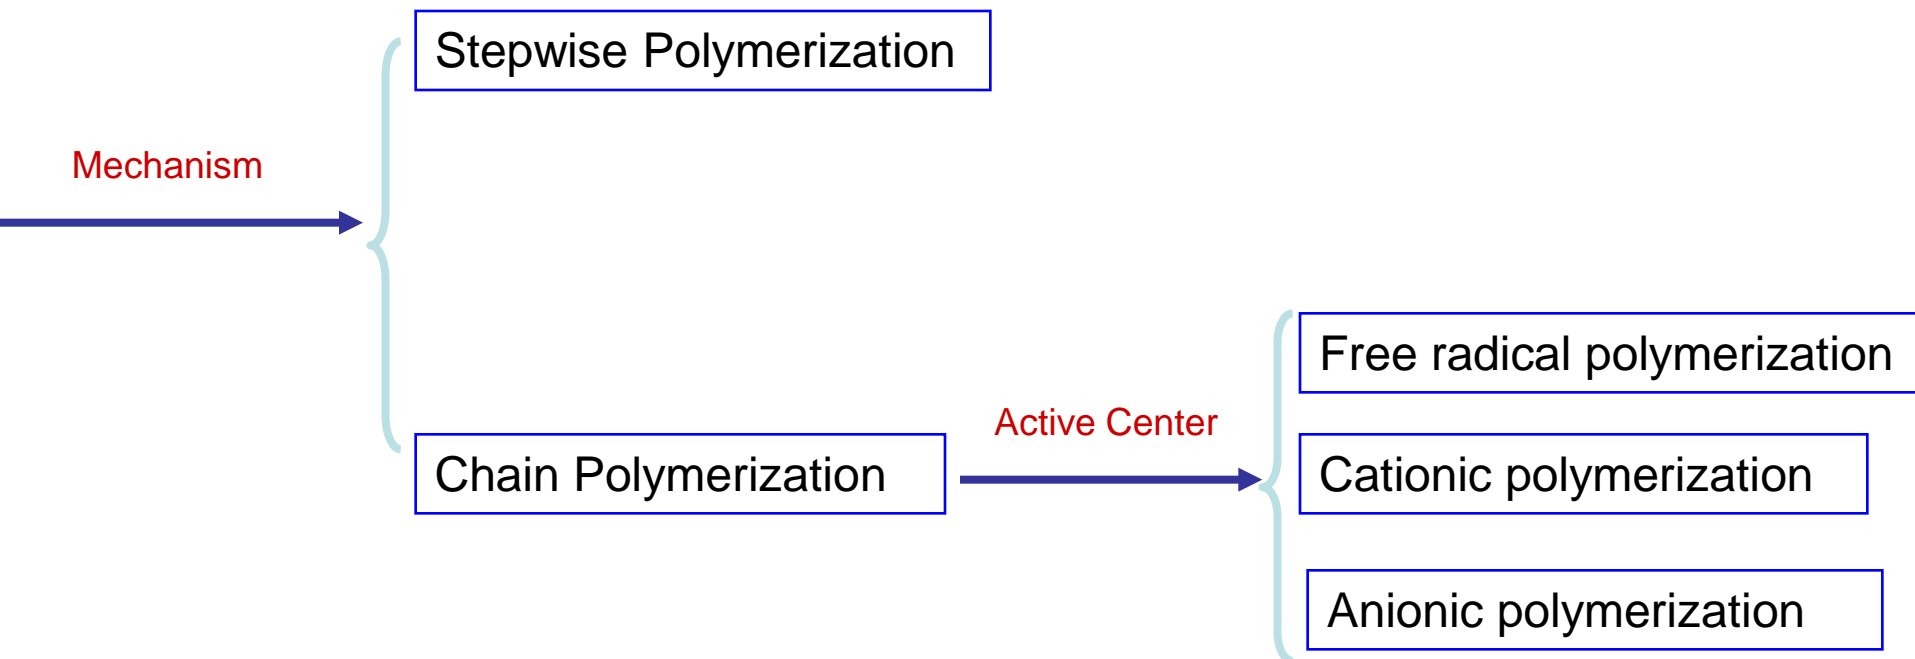 Stepwise Polymerization
Mechanism
Free radical polymerization
Active Center
Chain Polymerization
Cationic polymerization
Anionic polymerization